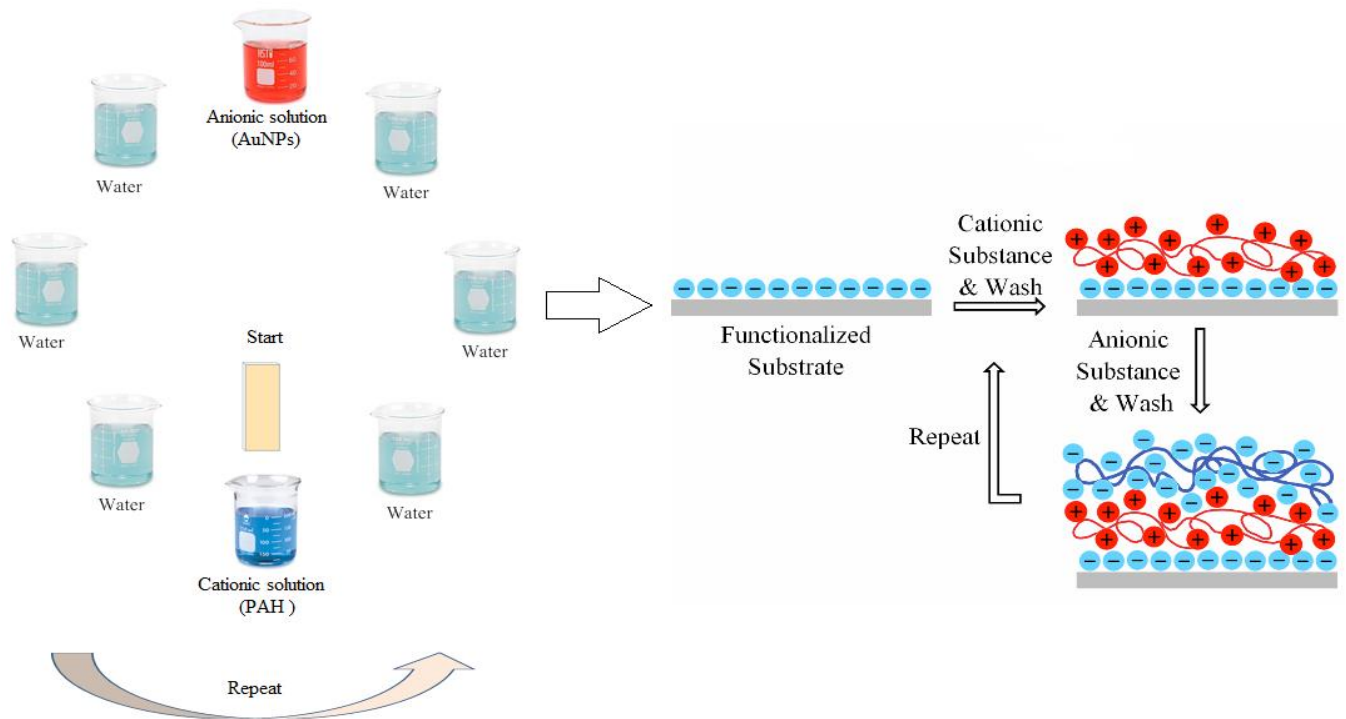 Anionic solution
(AuNPs)
Water
Water
Water
Water
Start
Water
Water
Cationic solution
(PAH )
Repeat
Functionalized
Substrate
Cationic
Substance
& Wash
Anionic
Substance
& Wash
Repeat